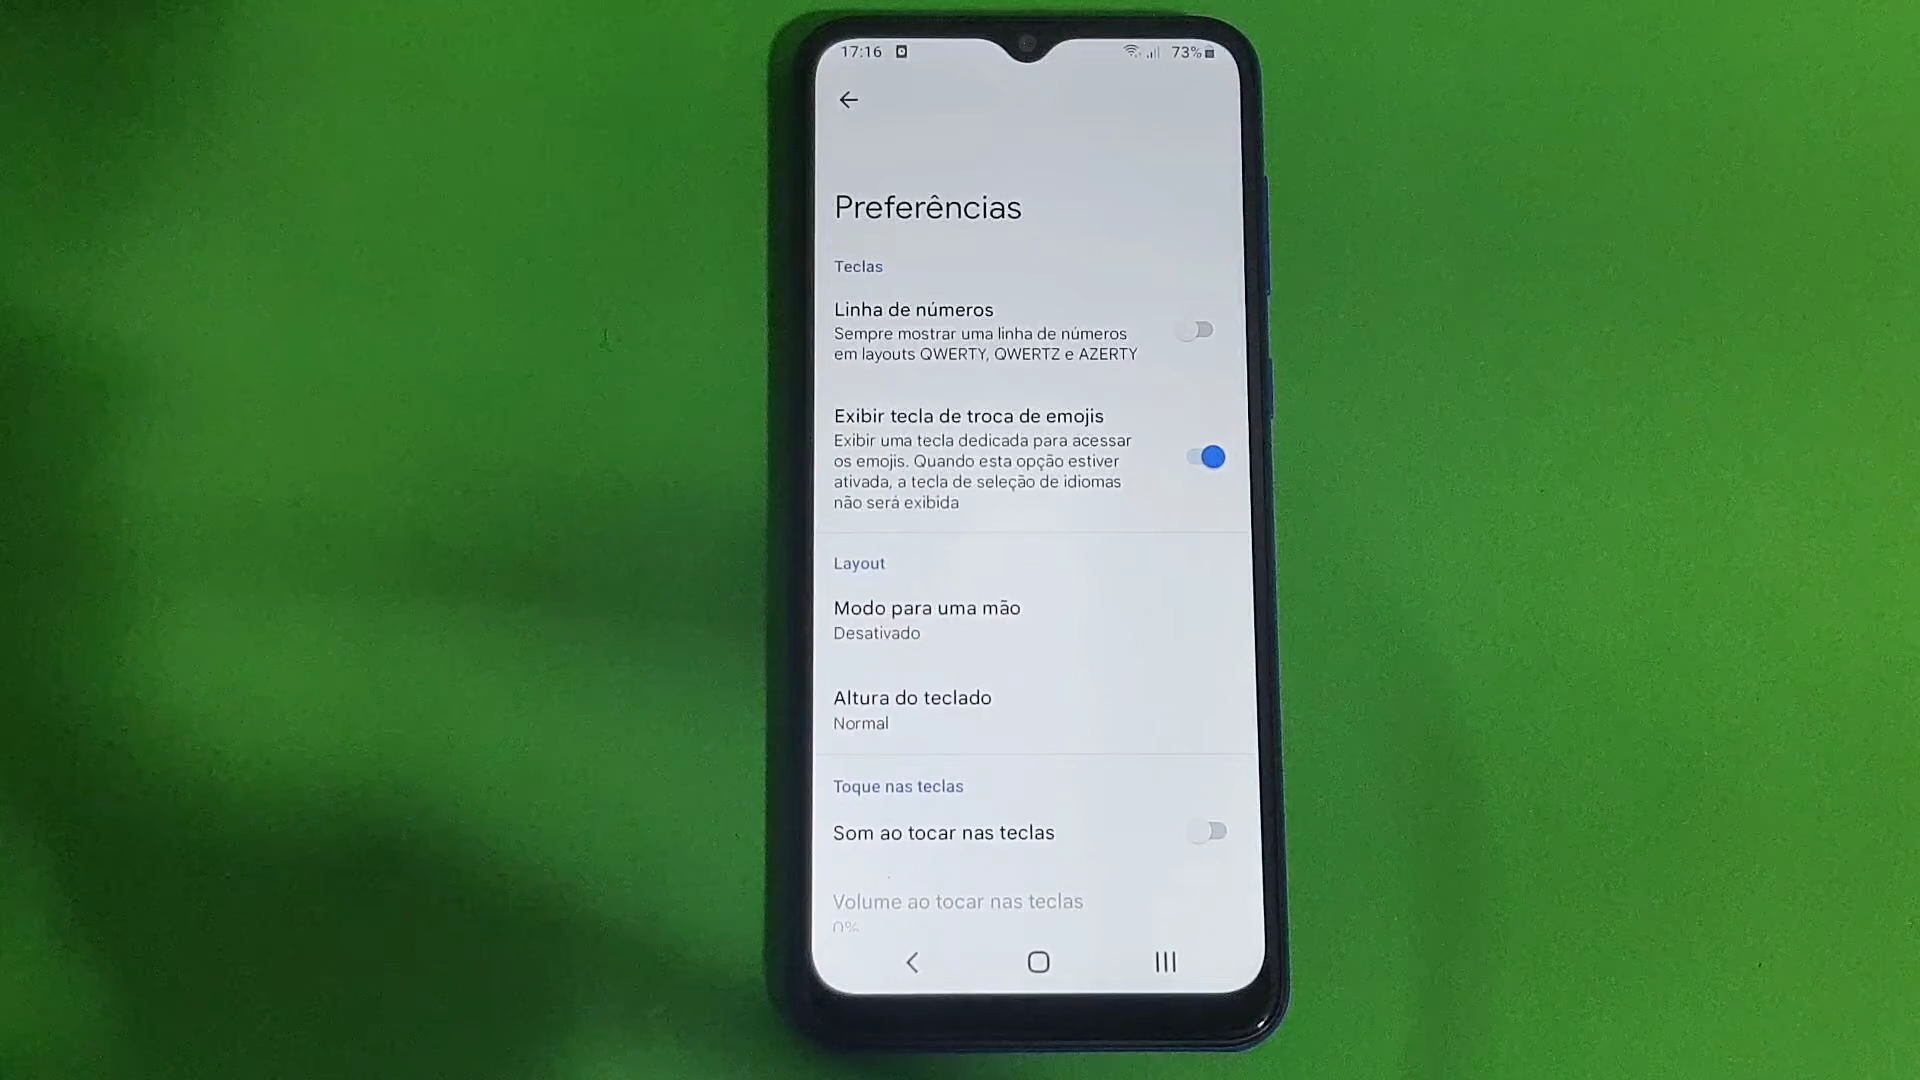 17:16
73%
Preferências
Teclas
Linha de números
Sempre mostrar uma linha de números
em layouts QWERTY, QWERTZ e AZERTY
Exibir tecla de troca de emojis
Exibir uma tecla dedicada para acessar
os emojis. Quando esta opção estiver
ativada, a tecla de seleção de idiomas
não será exibida
Layout
Modo para uma mão
Desativado
Altura do teclado
Normal
Toque nas teclas
Som ao tocar nas teclas
Volume ao tocar nas teclas
0%